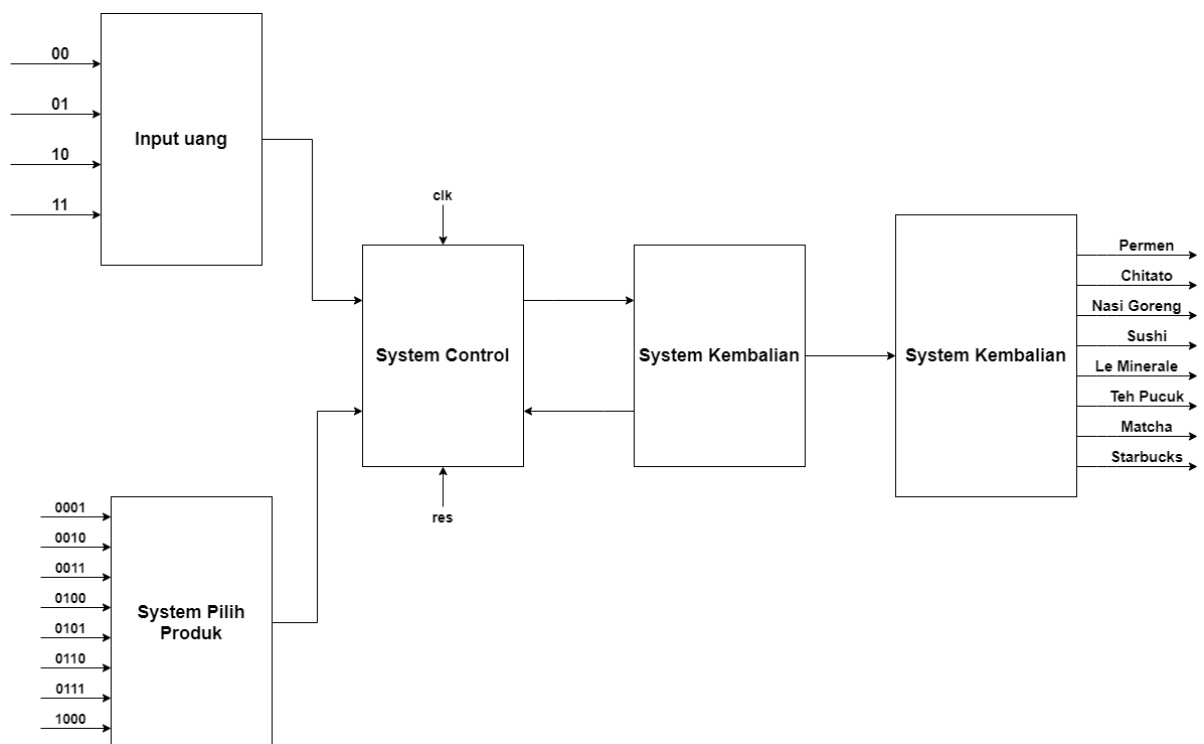 00
01
10
11
Input uang
clk
System Control
res
System Kembalian
System Kembalian
Permen
Chitato
Nasi Goreng
Sushi
Le Minerale
Teh Pucuk
Matcha
Starbucks
0001
0010
0011
0100
0101
0110
0111
1000
System Pilih
Produk